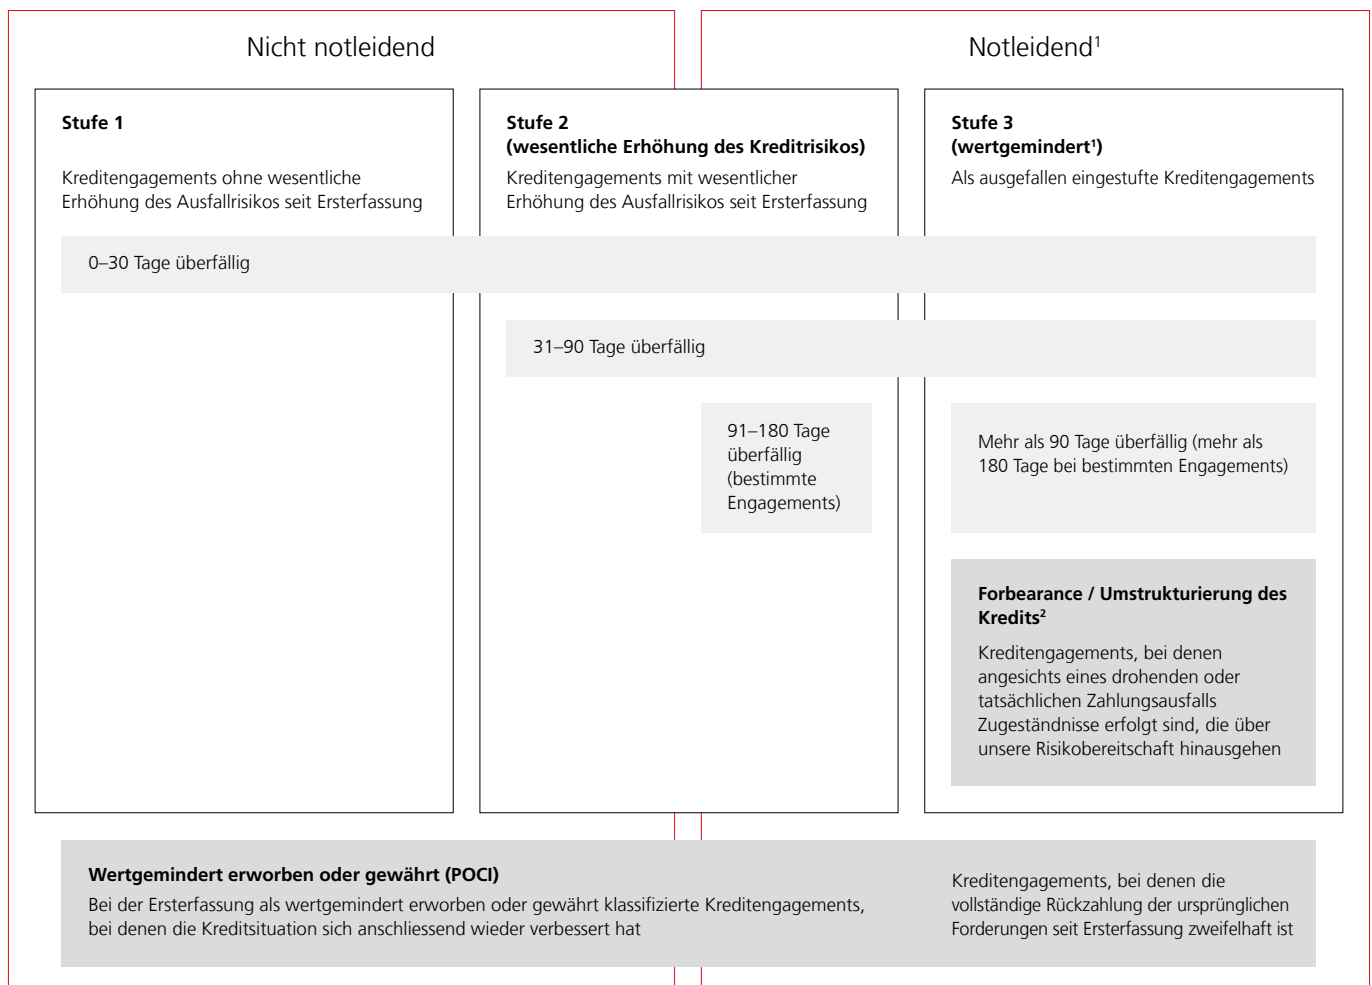 Nicht notleidend
Notleidend¹
Stufe 1
Kreditengagements ohne wesentliche
Erhöhung des Ausfallrisikos seit Ersterfassung
Stufe 2
(wesentliche Erhöhung des Kreditrisikos)
Kreditengagements mit wesentlicher
Erhöhung des Ausfallrisikos seit Ersterfassung
Stufe 3
(wertgemindert¹)
Als ausgefallen eingestufte Kreditengagements
0–30 Tage überfällig
31–90 Tage überfällig
91–180 Tage
überfällig
(bestimmte
Engagements)
Mehr als 90 Tage überfällig (mehr als
180 Tage bei bestimmten Engagements)
Forbearance / Umstrukturierung des
Kredits²
Kreditengagements, bei denen
angesichts eines drohenden oder
tatsächlichen Zahlungsausfalls
Zugeständnisse erfolgt sind, die über
unsere Risikobereitschaft hinausgehen
Wertgemindert erworben oder gewährt (POCI)
Bei der Ersterfassung als wertgemindert erworben oder gewährt klassifizierte Kreditengagements,
bei denen die Kreditsituation sich anschliessend wieder verbessert hat
Kreditengagements, bei denen die
vollständige Rückzahlung der ursprünglichen
Forderungen seit Ersterfassung zweifelhaft ist